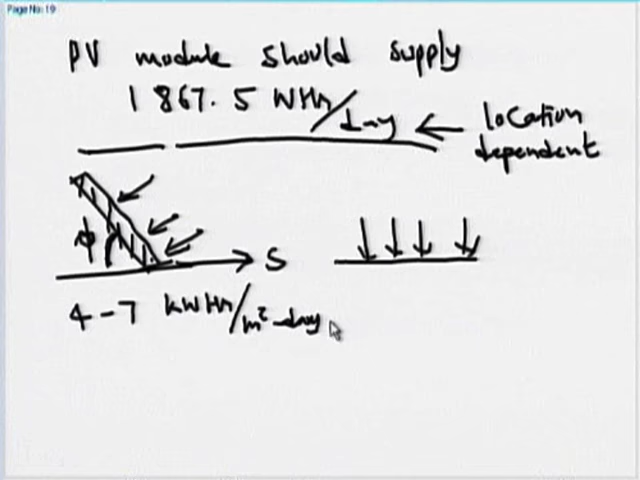 Page No: 19
PV module should supply
1867.5 WHr/day ← location dependent
ϕ
S
4-7 kWHr/m²-day